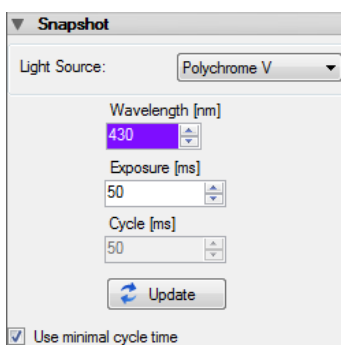 Snapshot
Light Source: Polychrome V
Wavelength [nm]
430
Exposure [ms]
50
Cycle [ms]
50
Update
Use minimal cycle time